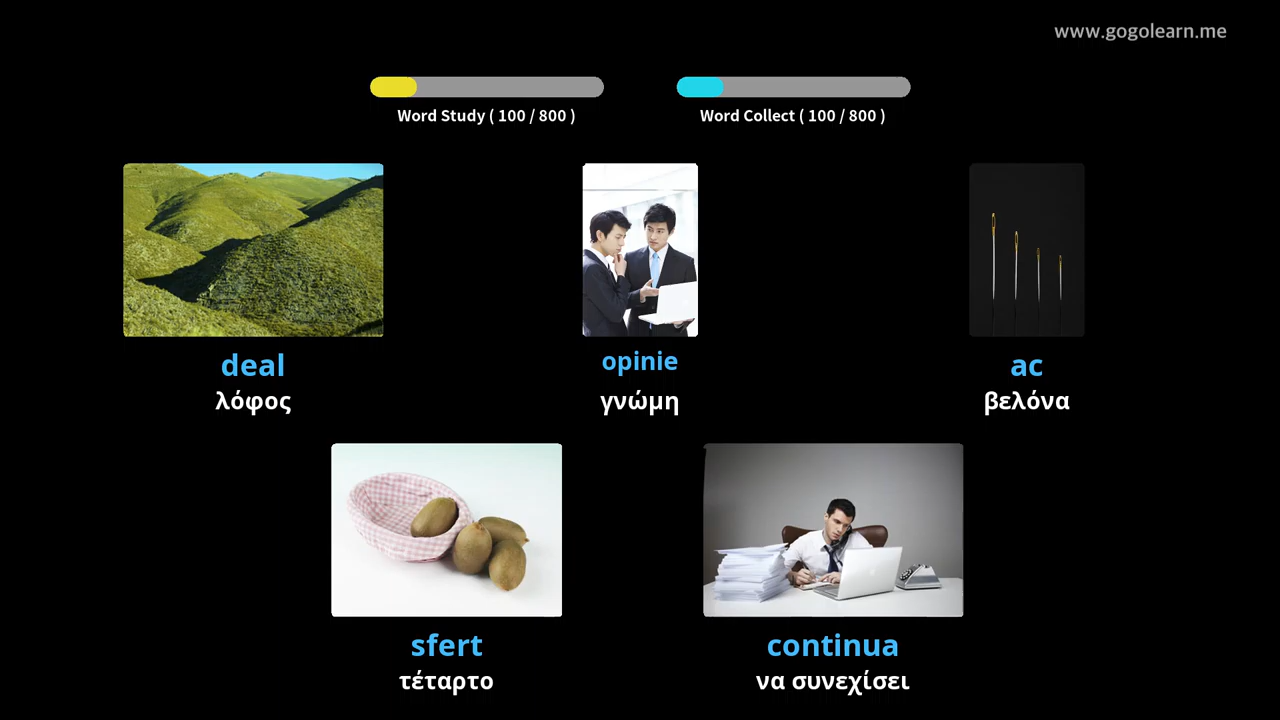 www.gogolearn.me
Word Study ( 100 / 800 )
Word Collect ( 100 / 800 )
deal
λόφος
opinie
γνώμη
ac
βελόνα
sfert
τέταρτο
continua
να συνεχίσει